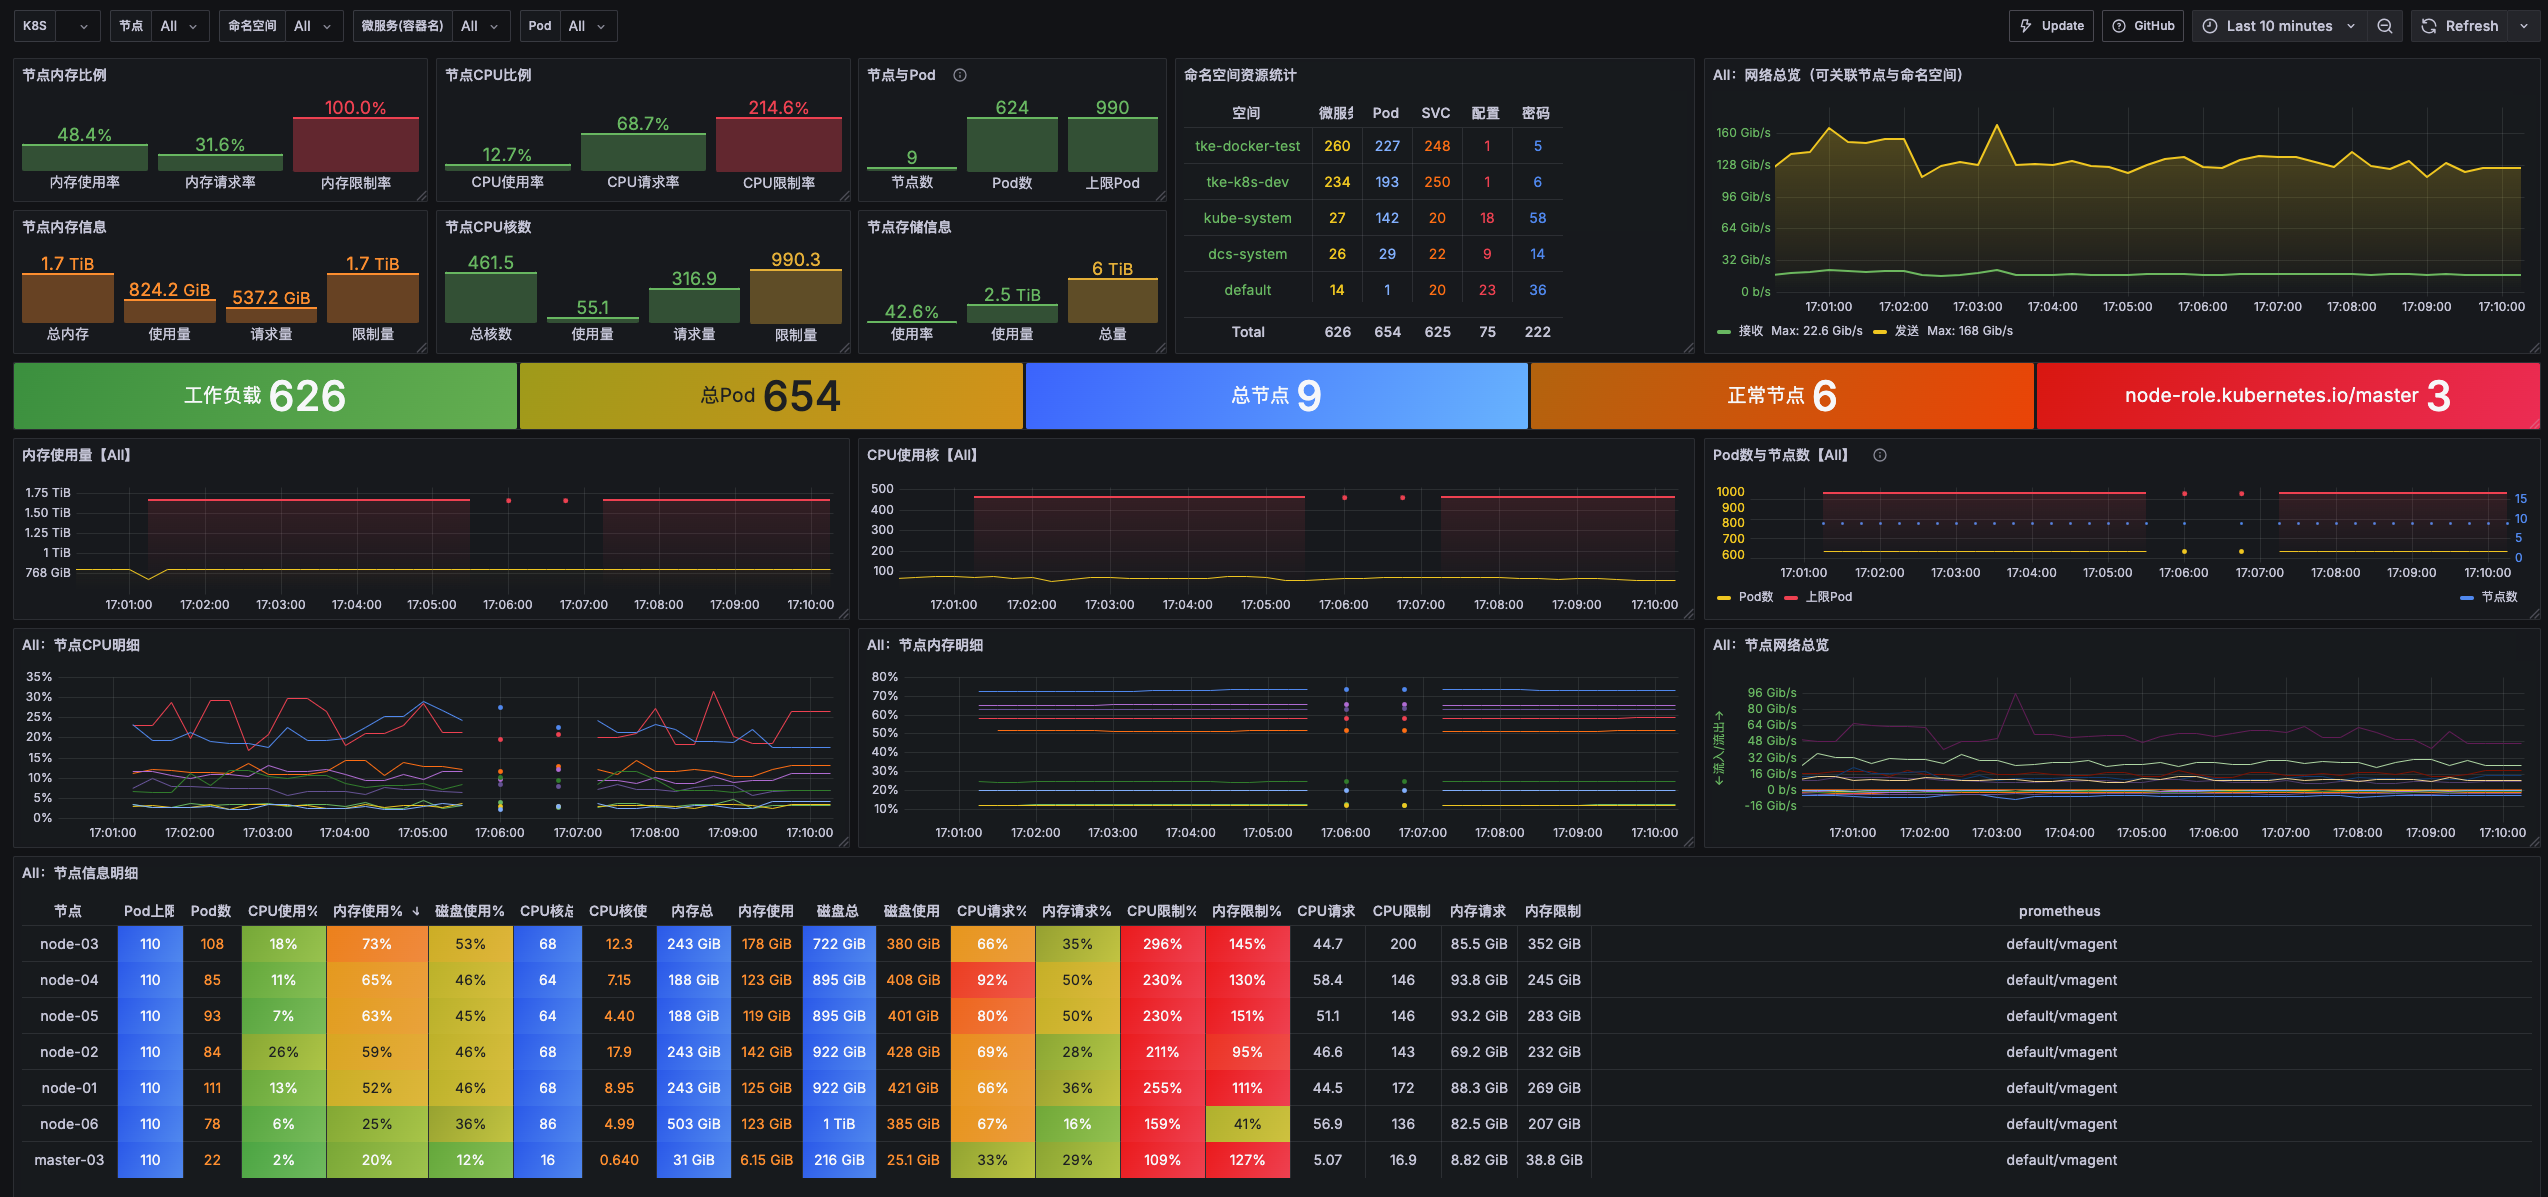 K8S 节点 All 命名空间 All 微服务(容器名) All Pod All Update GitHub Last 10 minutes Refresh
节点内存比例
48.4% 31.6% 100.0%
内存使用率 内存请求率 内存限制率
节点CPU比例
12.7% 68.7% 214.6%
CPU使用率 CPU请求率 CPU限制率
节点与Pod
9 624 990
节点数 Pod数 上限Pod
节点内存信息
1.7 TiB 824.2 GiB 537.2 GiB 1.7 TiB
总内存 使用量 请求量 限制量
节点CPU核数
461.5 55.1 316.9 990.3
总核数 使用量 请求量 限制量
节点存储信息
42.6% 2.5 TiB 6 TiB
使用率 使用量 总量
命名空间资源统计
空间 微服务 Pod SVC 配置 密码
tke-docker-test 260 227 248 1 5
tke-k8s-dev 234 193 250 1 6
kube-system 27 142 20 18 58
dcs-system 26 29 22 9 14
default 14 1 20 23 36
Total 626 654 625 75 222
All：网络总览（可关联节点与命名空间）
160 Gib/s
128 Gib/s
96 Gib/s
64 Gib/s
32 Gib/s
0 b/s
17:01:00 17:02:00 17:03:00 17:04:00 17:05:00 17:06:00 17:07:00 17:08:00 17:09:00 17:10:00
接收 Max: 22.6 Gib/s 发送 Max: 168 Gib/s
工作负载 626 总Pod 654 总节点 9 正常节点 6 node-role.kubernetes.io/master 3
内存使用量【All】
1.75 TiB
1.50 TiB
1.25 TiB
1 TiB
768 GiB
17:01:00 17:02:00 17:03:00 17:04:00 17:05:00 17:06:00 17:07:00 17:08:00 17:09:00 17:10:00
CPU使用核【All】
500
400
300
200
100
17:01:00 17:02:00 17:03:00 17:04:00 17:05:00 17:06:00 17:07:00 17:08:00 17:09:00 17:10:00
Pod数与节点数【All】
1000 15
900
800 10
700 5
600 0
17:01:00 17:02:00 17:03:00 17:04:00 17:05:00 17:06:00 17:07:00 17:08:00 17:09:00 17:10:00
Pod数 上限Pod 节点数
All：节点CPU明细
35%
30%
25%
20%
15%
10%
5%
0%
17:01:00 17:02:00 17:03:00 17:04:00 17:05:00 17:06:00 17:07:00 17:08:00 17:09:00 17:10:00
All：节点内存明细
80%
70%
60%
50%
40%
30%
20%
10%
17:01:00 17:02:00 17:03:00 17:04:00 17:05:00 17:06:00 17:07:00 17:08:00 17:09:00 17:10:00
All：节点网络总览
←流入/流出→
96 Gib/s
80 Gib/s
64 Gib/s
48 Gib/s
32 Gib/s
16 Gib/s
0 b/s
-16 Gib/s
17:01:00 17:02:00 17:03:00 17:04:00 17:05:00 17:06:00 17:07:00 17:08:00 17:09:00 17:10:00
All：节点信息明细
节点 Pod上限 Pod数 CPU使用% 内存使用% ↓ 磁盘使用% CPU核总 CPU核使 内存总 内存使用 磁盘总 磁盘使用 CPU请求% 内存请求% CPU限制% 内存限制% CPU请求 CPU限制 内存请求 内存限制 prometheus
node-03 110 108 18% 73% 53% 68 12.3 243 GiB 178 GiB 722 GiB 380 GiB 66% 35% 296% 145% 44.7 200 85.5 GiB 352 GiB default/vmagent
node-04 110 85 11% 65% 46% 64 7.15 188 GiB 123 GiB 895 GiB 408 GiB 92% 50% 230% 130% 58.4 146 93.8 GiB 245 GiB default/vmagent
node-05 110 93 7% 63% 45% 64 4.40 188 GiB 119 GiB 895 GiB 401 GiB 80% 50% 230% 151% 51.1 146 93.2 GiB 283 GiB default/vmagent
node-02 110 84 26% 59% 46% 68 17.9 243 GiB 142 GiB 922 GiB 428 GiB 69% 28% 211% 95% 46.6 143 69.2 GiB 232 GiB default/vmagent
node-01 110 111 13% 52% 46% 68 8.95 243 GiB 125 GiB 922 GiB 421 GiB 66% 36% 255% 111% 44.5 172 88.3 GiB 269 GiB default/vmagent
node-06 110 78 6% 25% 36% 86 4.99 503 GiB 123 GiB 1 TiB 385 GiB 67% 16% 159% 41% 56.9 136 82.5 GiB 207 GiB default/vmagent
master-03 110 22 2% 20% 12% 16 0.640 31 GiB 6.15 GiB 216 GiB 25.1 GiB 33% 29% 109% 127% 5.07 16.9 8.82 GiB 38.8 GiB default/vmagent